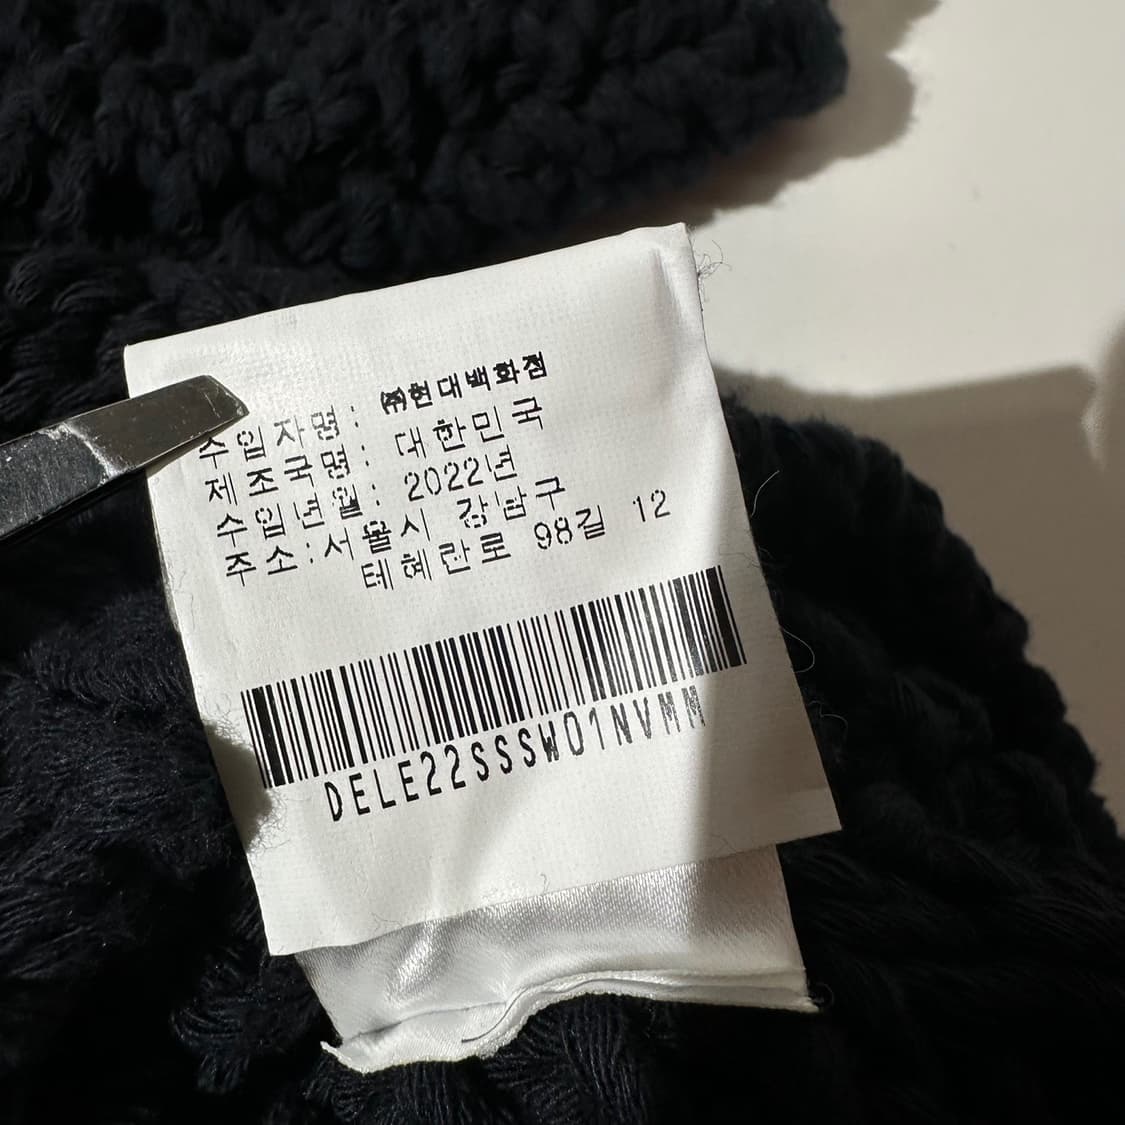 수입자명: ㈜현대백화점
제조국명: 대한민국
수입년월: 2022년
주소:서울시 강남구
테헤란로 98길 12
DELE22SSSW01NVMM